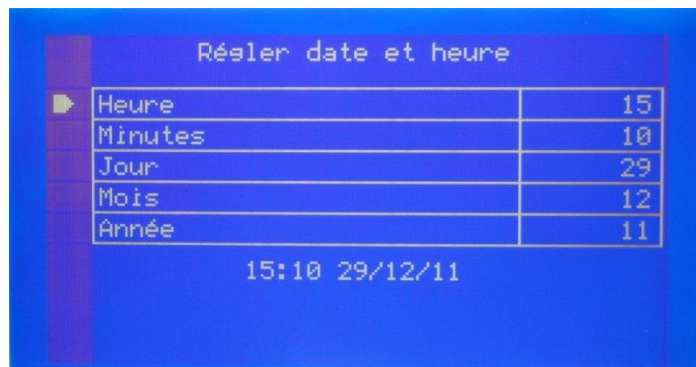 Régler date et heure
Heure 15
Minutes 10
Jour 29
Mois 12
Année 11
15:10 29/12/11